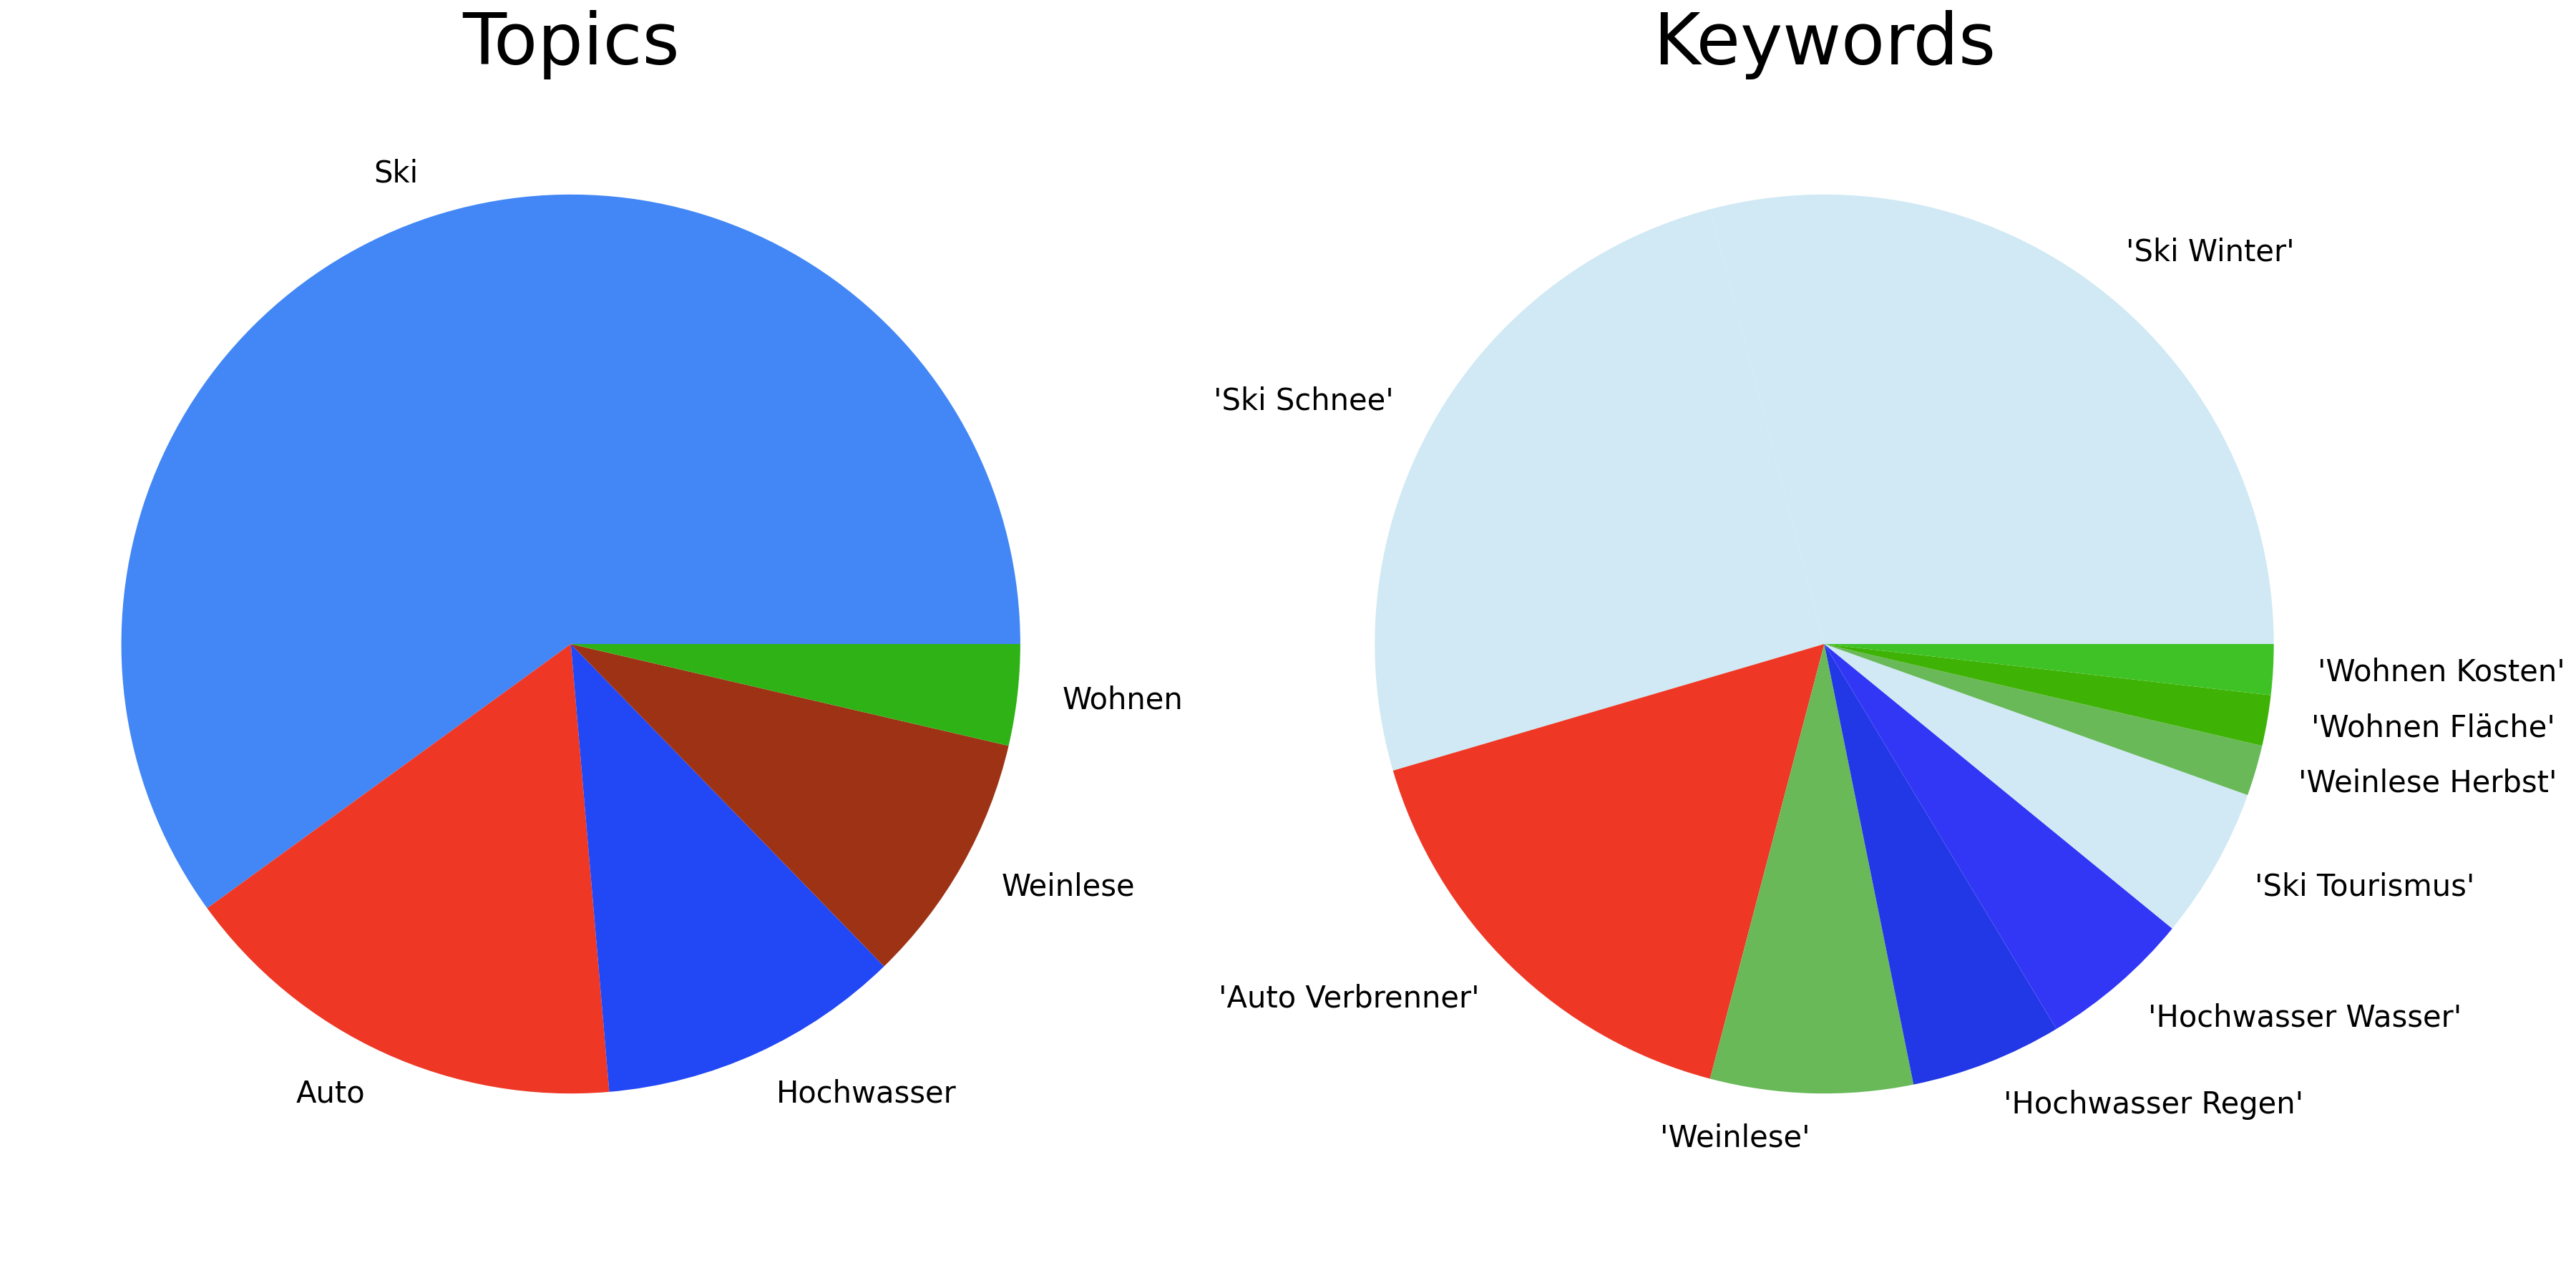 Topics
Ski
Wohnen
Weinlese
Auto
Hochwasser
Keywords
'Ski Winter'
'Ski Schnee'
'Wohnen Kosten'
'Wohnen Fläche'
'Weinlese Herbst'
'Ski Tourismus'
'Auto Verbrenner'
'Hochwasser Wasser'
'Hochwasser Regen'
'Weinlese'